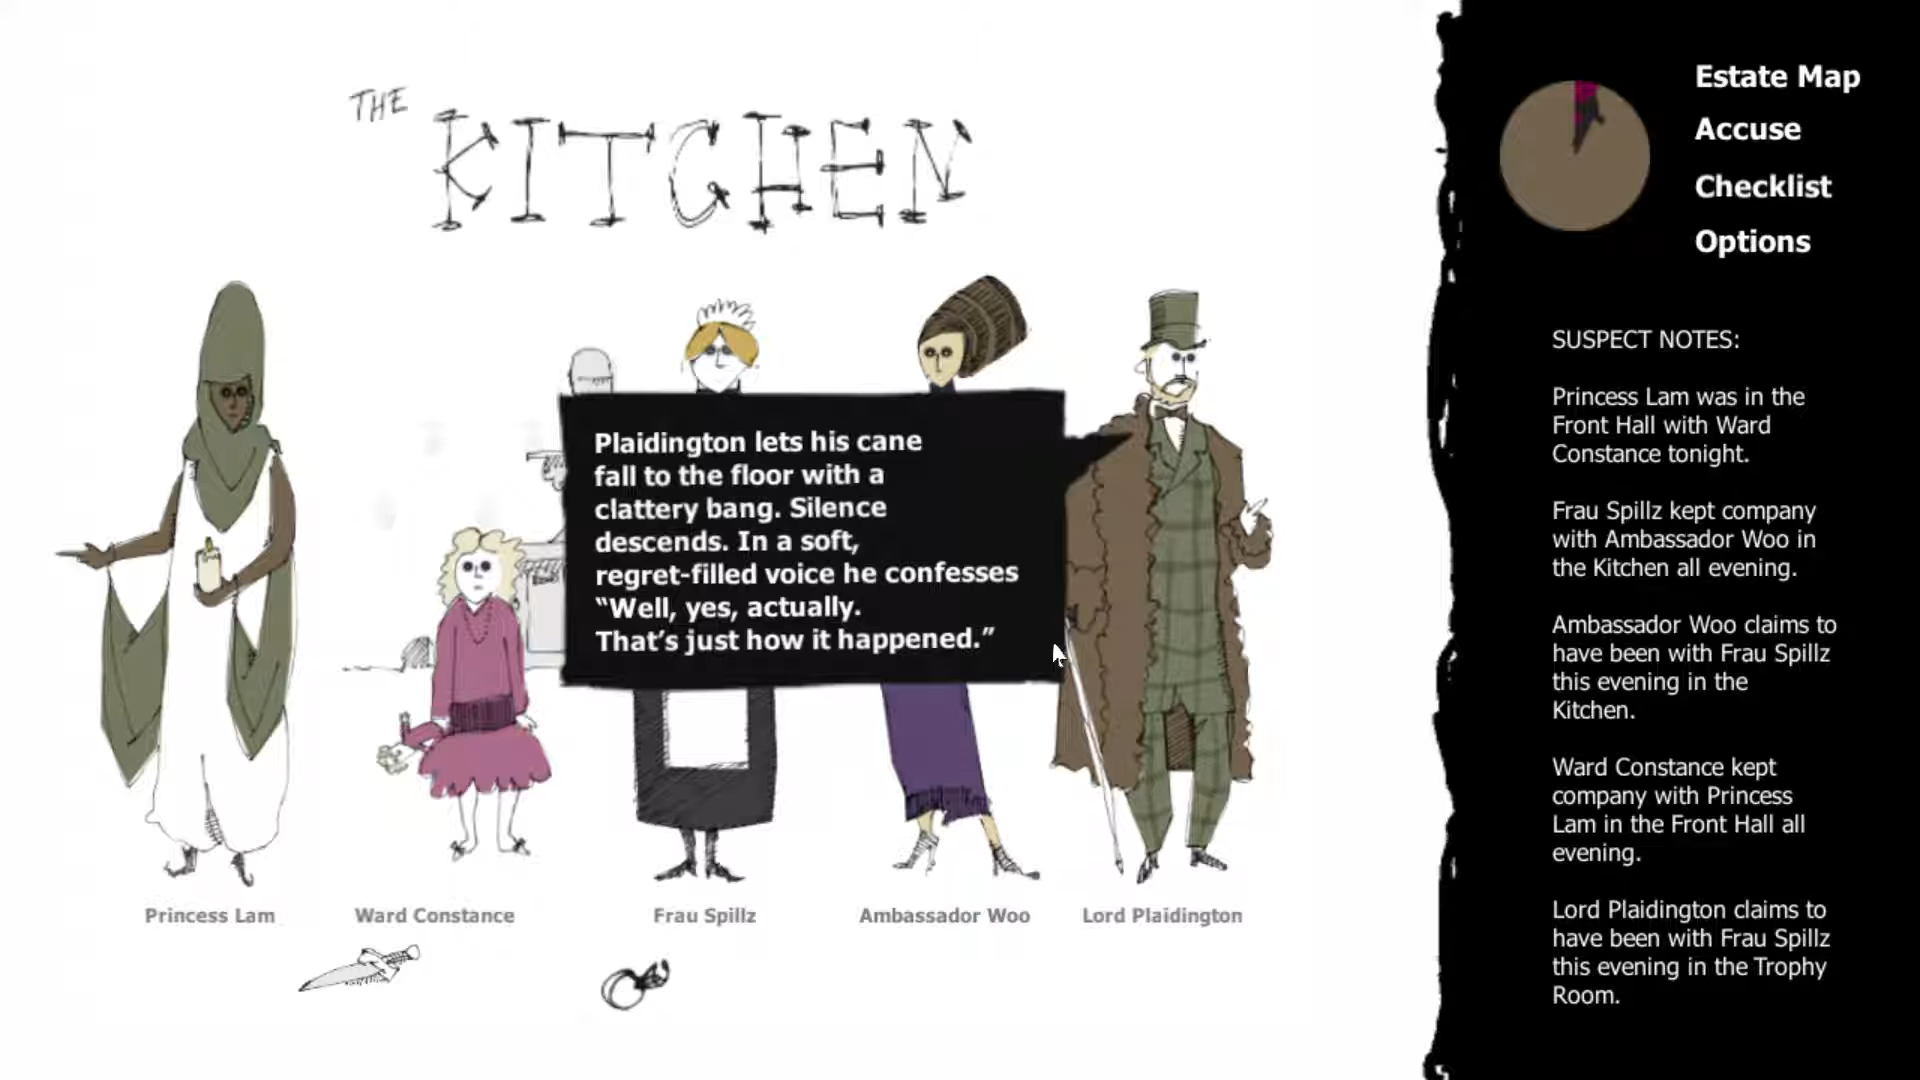 THE
KITCHEN
Plaidington lets his cane
fall to the floor with a
clattery bang. Silence
descends. In a soft,
regret-filled voice he confesses
“Well, yes, actually.
That’s just how it happened.”
Princess Lam
Ward Constance
Frau Spillz
Ambassador Woo
Lord Plaidington
Estate Map
Accuse
Checklist
Options
SUSPECT NOTES:
Princess Lam was in the
Front Hall with Ward
Constance tonight.
Frau Spillz kept company
with Ambassador Woo in
the Kitchen all evening.
Ambassador Woo claims to
have been with Frau Spillz
this evening in the
Kitchen.
Ward Constance kept
company with Princess
Lam in the Front Hall all
evening.
Lord Plaidington claims to
have been with Frau Spillz
this evening in the Trophy
Room.